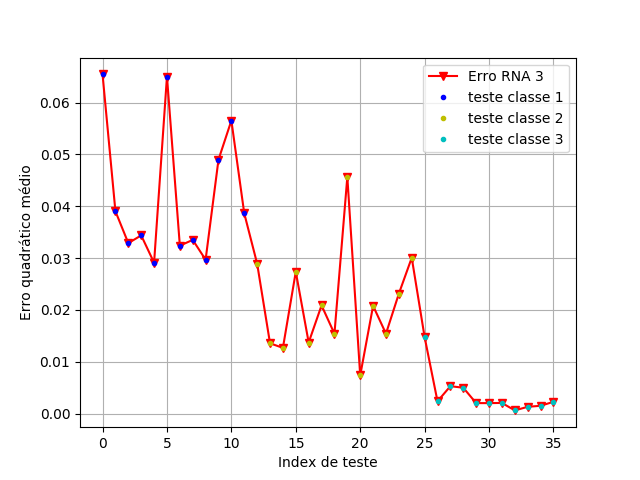 Erro RNA 3
teste classe 1
teste classe 2
teste classe 3
0.06
0.05
0.04
0.03
0.02
0.01
0.00
Erro quadrático médio
0 5 10 15 20 25 30 35
Index de teste